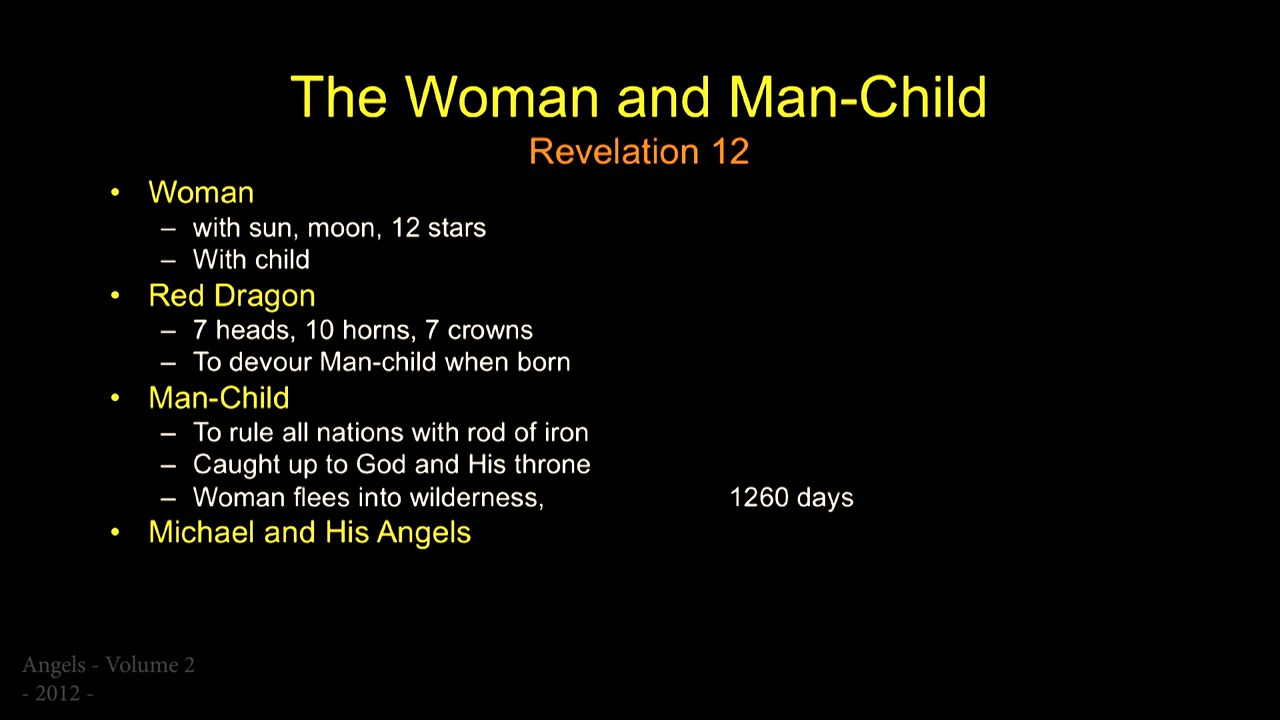 The Woman and Man-Child
Revelation 12
• Woman
– with sun, moon, 12 stars
– With child
• Red Dragon
– 7 heads, 10 horns, 7 crowns
– To devour Man-child when born
• Man-Child
– To rule all nations with rod of iron
– Caught up to God and His throne
– Woman flees into wilderness, 1260 days
• Michael and His Angels
Angels - Volume 2
- 2012 -